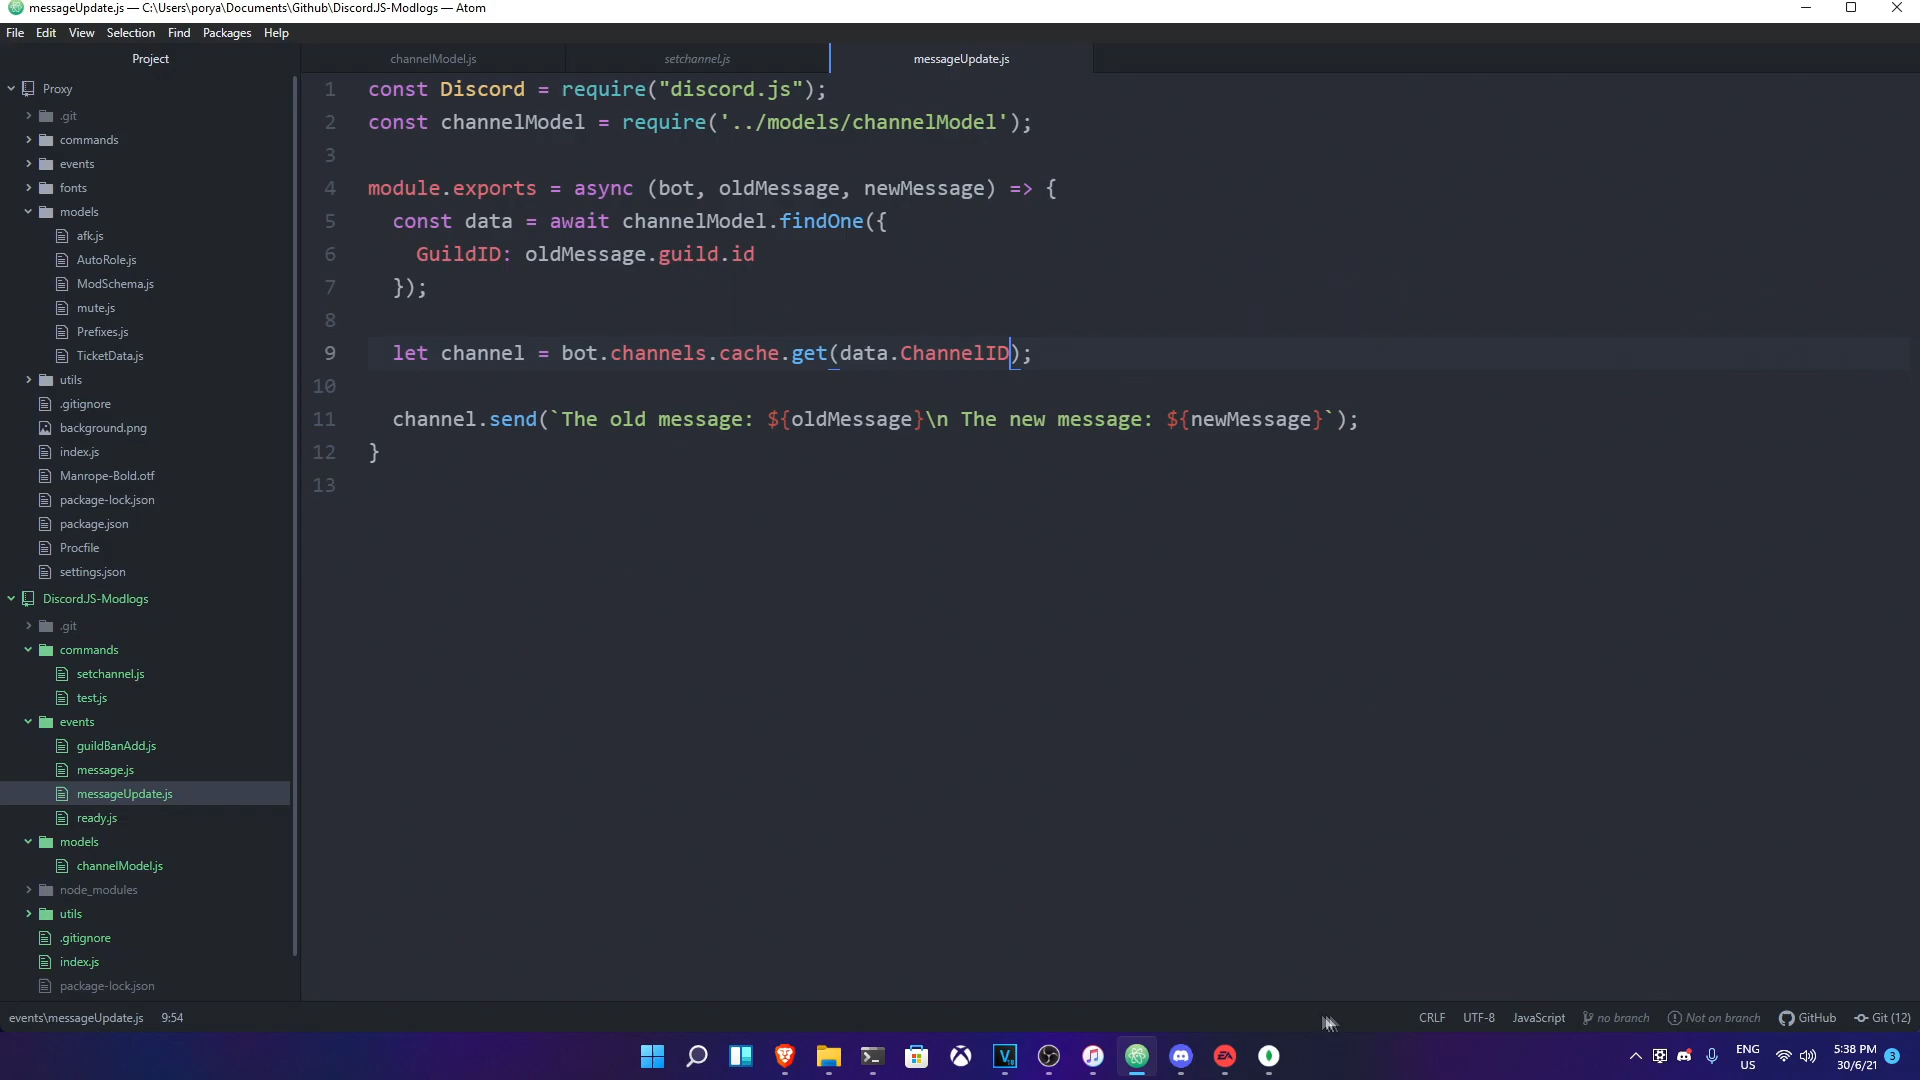 messageUpdate.js — C:\Users\porya\Documents\Github\Discord.JS-Modlogs — Atom
File Edit View Selection Find Packages Help
Project
channelModel.js
setchannel.js
messageUpdate.js
Proxy
.git
commands
events
fonts
models
afk.js
AutoRole.js
ModSchema.js
mute.js
Prefixes.js
TicketData.js
utils
.gitignore
background.png
index.js
Manrope-Bold.otf
package-lock.json
package.json
Procfile
settings.json
Discord.JS-Modlogs
.git
commands
setchannel.js
test.js
events
guildBanAdd.js
message.js
messageUpdate.js
ready.js
models
channelModel.js
node_modules
utils
.gitignore
index.js
package-lock.json
1 const Discord = require("discord.js");
2 const channelModel = require('../models/channelModel');
3
4 module.exports = async (bot, oldMessage, newMessage) => {
5 const data = await channelModel.findOne({
6 GuildID: oldMessage.guild.id
7 });
8
9 let channel = bot.channels.cache.get(data.ChannelID);
10
11 channel.send(`The old message: ${oldMessage}\n The new message: ${newMessage}`);
12 }
13
events\messageUpdate.js 9:54
CRLF UTF-8 JavaScript no branch Not on branch GitHub Git (12)
ENG
US
5:38 PM
30/6/21
3